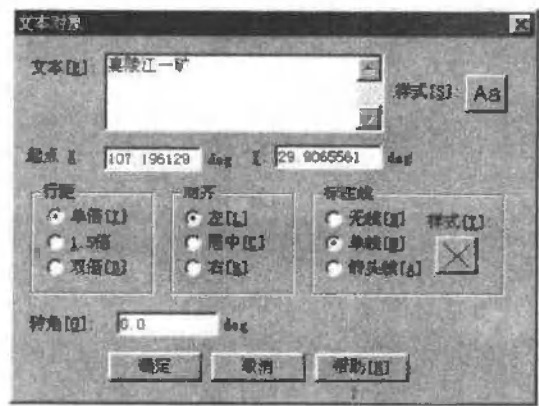 文本对象
文本[E]:
陵江一矿
样式[S]: Aa
起点 X: 107.196129 deg Y: 29.9065561 deg
行距 对齐 标注线
单倍[I] 左[L] 无线[N] 样式[Y]:
1.5倍 居中[C] 单线[M]
双倍[D] 右[R] 箭头线[A]
转角[O]: 0.0 deg
确定 取消 帮助[H]